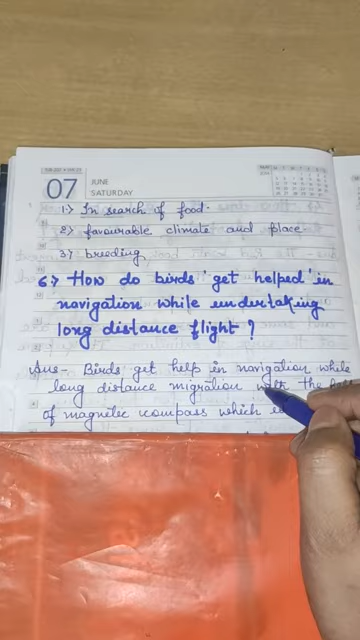 07
JUNE
SATURDAY
1.) In search of food.
2) favourable climate and place
3) breeding
6) How do birds 'get helped' in
navigation while undertaking
long distance flight?
Ans- Birds get help in navigation while
long distance migration with the
of magnetic compass which